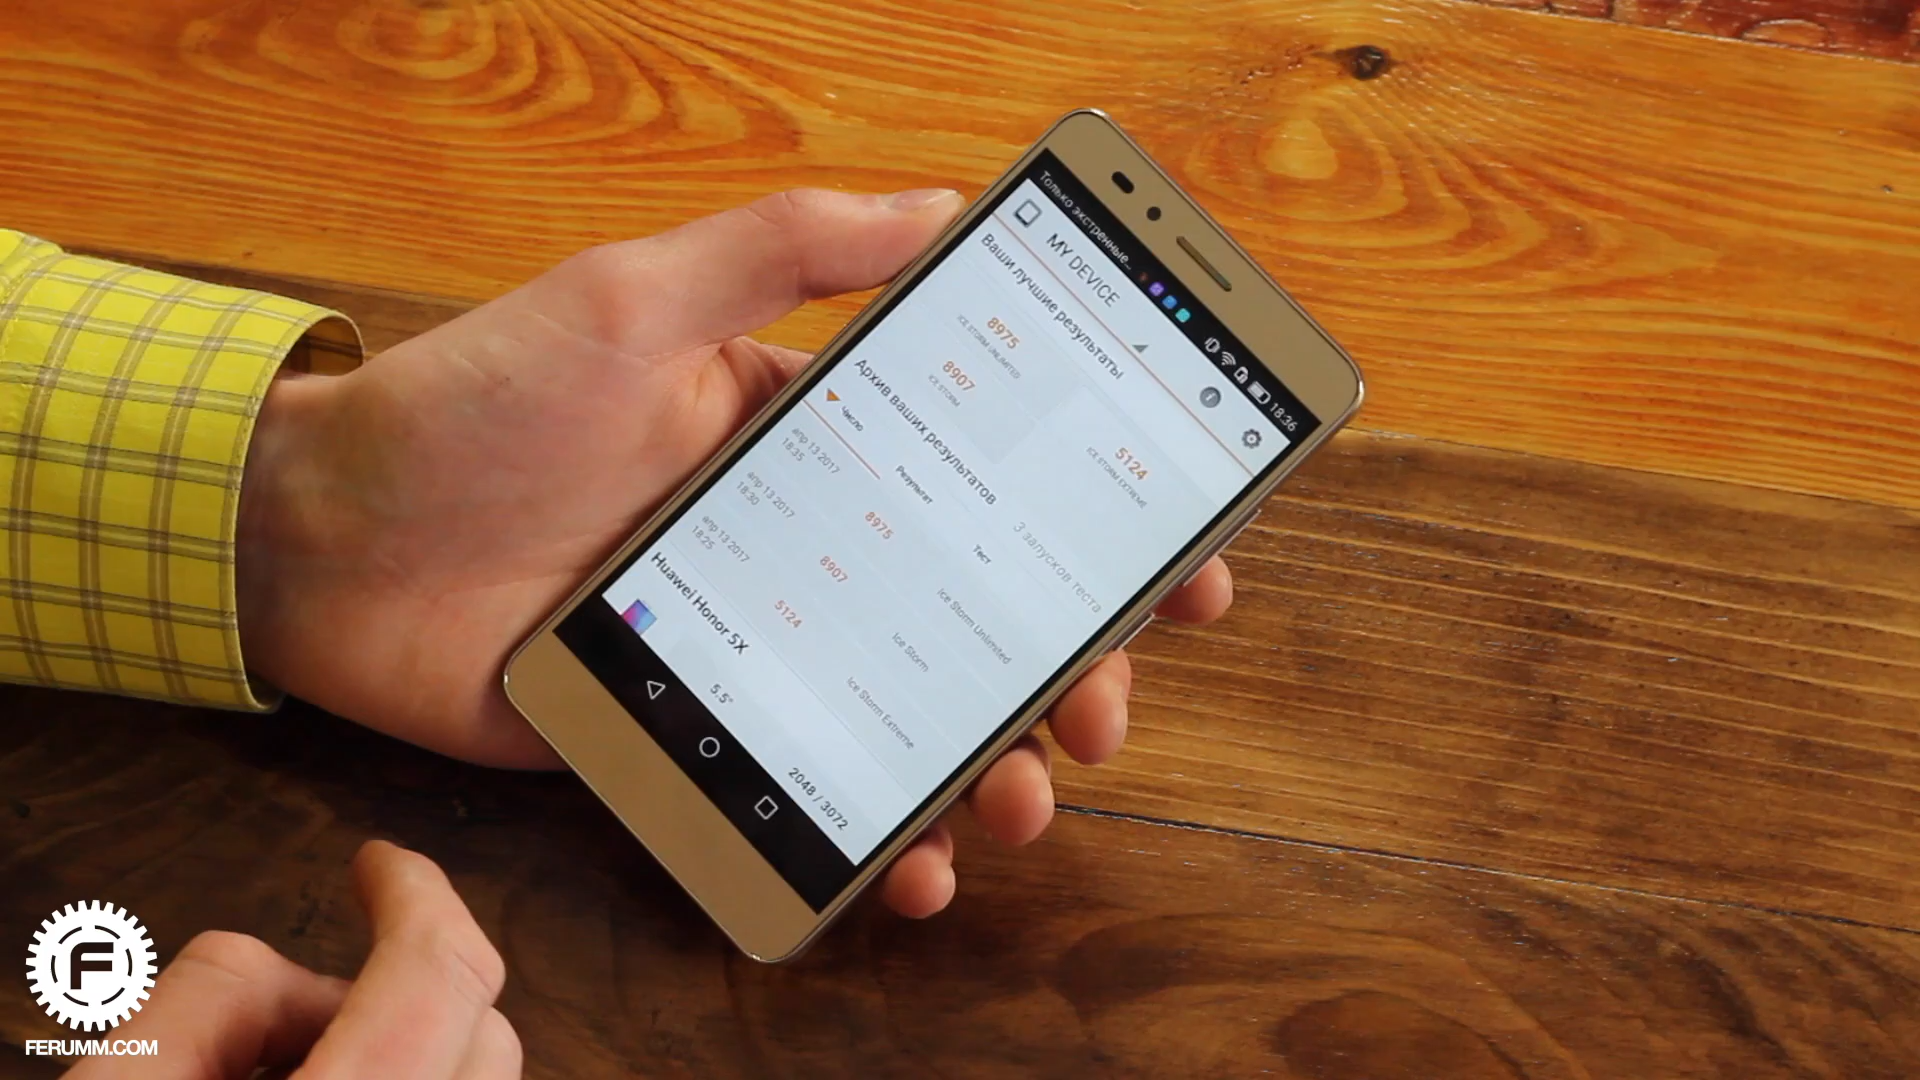 Только экстренные...
18:36
MY DEVICE
Ваши лучшие результаты
8975
ICE STORM UNLIMITED
5124
ICE STORM EXTREME
8907
ICE STORM
Архив ваших результатов
3 запусков теста
Число Результат Тест
апр 13 2017 8975 Ice Storm Unlimited
18:35
апр 13 2017 8907 Ice Storm
18:30
апр 13 2017 5124 Ice Storm Extreme
18:25
Huawei Honor 5X
5,5"
2048 / 3072
F
FERUMM.COM